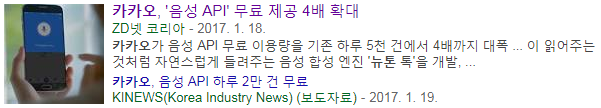 카카오, '음성 API' 무료 제공 4배 확대
ZD넷 코리아 - 2017. 1. 18.
카카오가 음성 API 무료 이용량을 기존 하루 5천 건에서 4배까지 대폭 ... 이 읽어주는
것처럼 자연스럽게 들려주는 음성 합성 엔진 '뉴톤 톡'을 개발, ...
카카오, 음성 API 하루 2만 건 무료
KINEWS(Korea Industry News) (보도자료) - 2017. 1. 19.